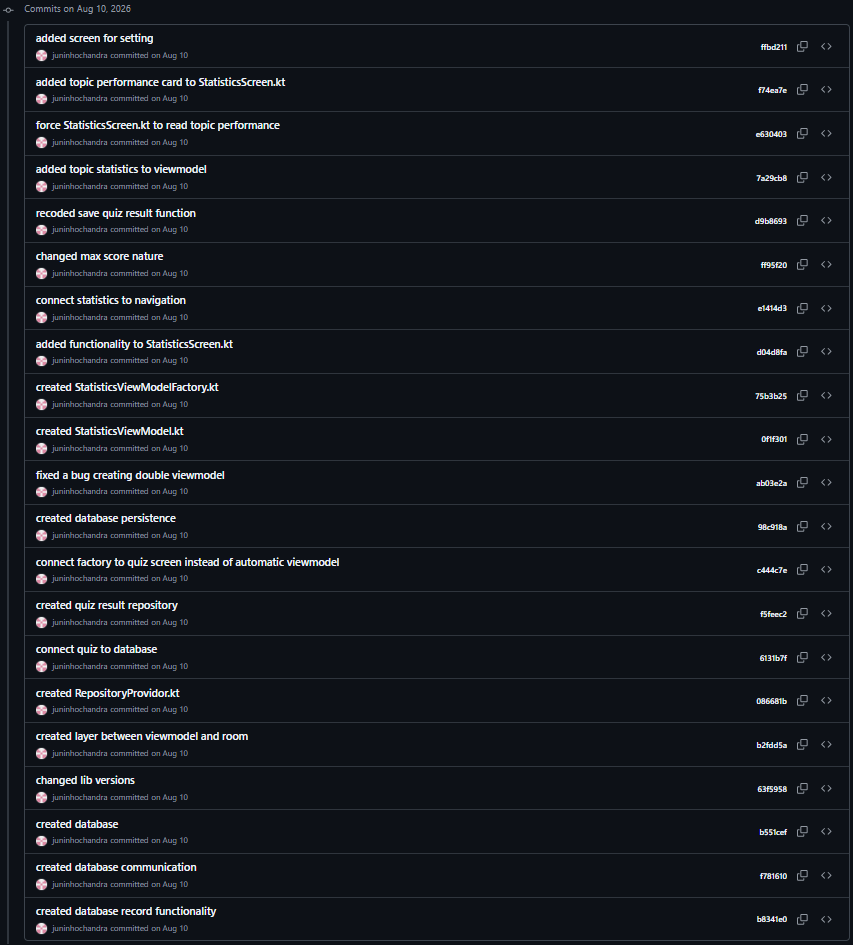 Commits on Aug 10, 2026
added screen for setting
juninhochandra committed on Aug 10
ffbd211
added topic performance card to StatisticsScreen.kt
juninhochandra committed on Aug 10
f74ea7e
force StatisticsScreen.kt to read topic performance
juninhochandra committed on Aug 10
e630403
added topic statistics to viewmodel
juninhochandra committed on Aug 10
7a29cb8
recoded save quiz result function
juninhochandra committed on Aug 10
d9b8693
changed max score nature
juninhochandra committed on Aug 10
ff95f20
connect statistics to navigation
juninhochandra committed on Aug 10
e1414d3
added functionality to StatisticsScreen.kt
juninhochandra committed on Aug 10
d04d8fa
created StatisticsViewModelFactory.kt
juninhochandra committed on Aug 10
75b3b25
created StatisticsViewModel.kt
juninhochandra committed on Aug 10
0f1f301
fixed a bug creating double viewmodel
juninhochandra committed on Aug 10
ab03e2a
created database persistence
juninhochandra committed on Aug 10
98c918a
connect factory to quiz screen instead of automatic viewmodel
juninhochandra committed on Aug 10
c444c7e
created quiz result repository
juninhochandra committed on Aug 10
f5feec2
connect quiz to database
juninhochandra committed on Aug 10
6131b7f
created RepositoryProvidor.kt
juninhochandra committed on Aug 10
086681b
created layer between viewmodel and room
juninhochandra committed on Aug 10
b2fdd5a
changed lib versions
juninhochandra committed on Aug 10
63f5958
created database
juninhochandra committed on Aug 10
b551cef
created database communication
juninhochandra committed on Aug 10
f781610
created database record functionality
juninhochandra committed on Aug 10
b8341e0